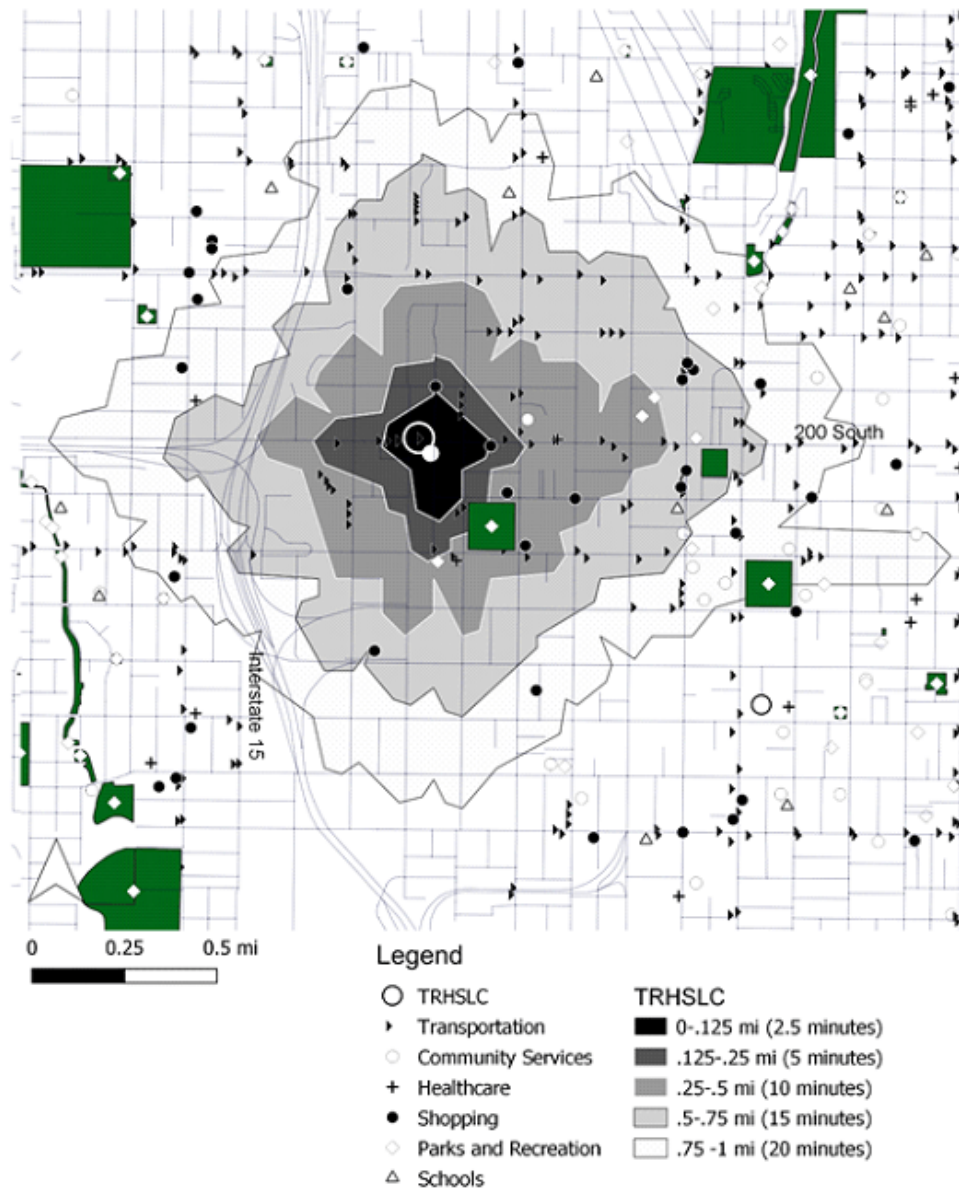 200 South
Interstate 15
0 0.25 0.5 mi
Legend
TRHSLC
Transportation
Community Services
Healthcare
Shopping
Parks and Recreation
Schools
TRHSLC
0-.125 mi (2.5 minutes)
.125-.25 mi (5 minutes)
.25-.5 mi (10 minutes)
.5-.75 mi (15 minutes)
.75 -1 mi (20 minutes)